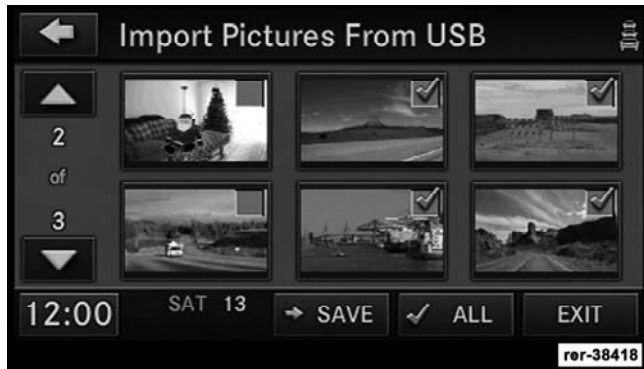 Import Pictures From USB
2
of
3
12:00
SAT 13
SAVE
ALL
EXIT
rer-38418